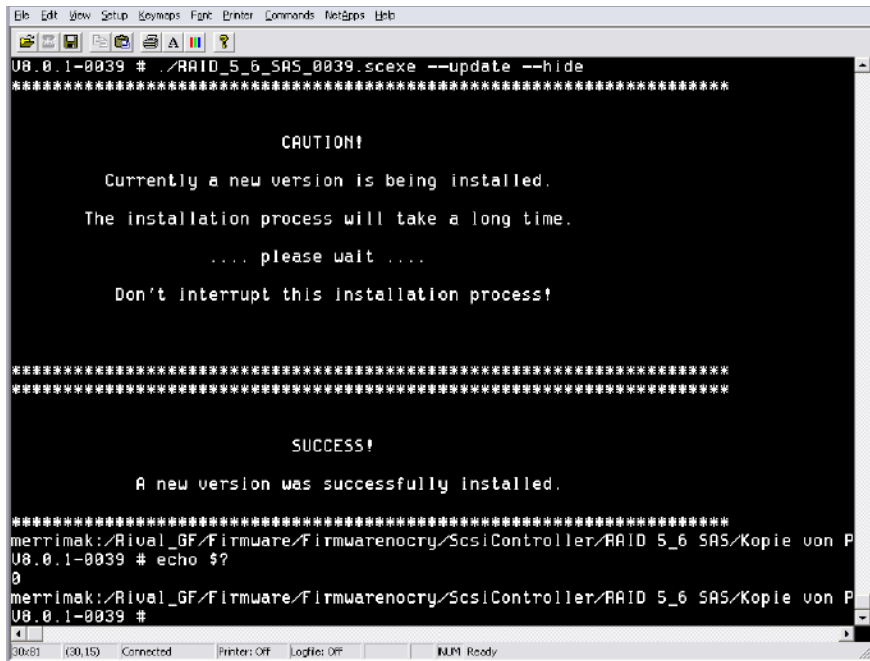 File Edit View Setup Keymaps Font Printer Commands NetApps Help
A
V8.0.1-0039 # ./RAID_5_6_SAS_0039.scexe --update --hide
**********************************************************************
CAUTION!
Currently a new version is being installed.
The installation process will take a long time.
.... please wait ....
Don't interrupt this installation process!
**********************************************************************
**********************************************************************
SUCCESS!
A new version was successfully installed.
**********************************************************************
merrimak:/Rival_GF/Firmware/Firmwarenocry/ScsiController/RAID 5_6 SAS/Kopie von P
V8.0.1-0039 # echo $?
0
merrimak:/Rival_GF/Firmware/Firmwarenocry/ScsiController/RAID 5_6 SAS/Kopie von P
V8.0.1-0039 #
30x81 (30,15) Connected Printer: Off Logfile: Off NUM Ready